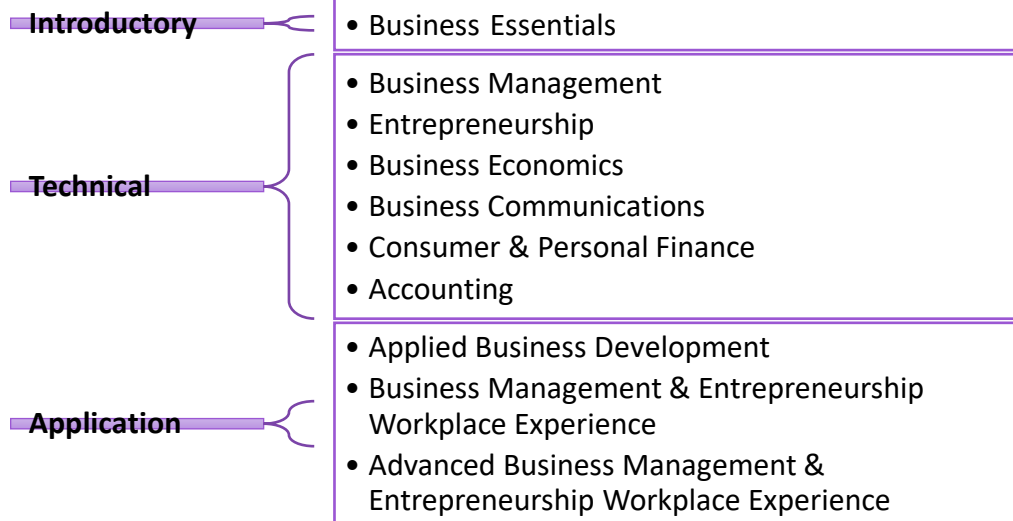 Introductory
• Business Essentials
Technical
• Business Management
• Entrepreneurship
• Business Economics
• Business Communications
• Consumer & Personal Finance
• Accounting
Application
• Applied Business Development
• Business Management & Entrepreneurship
Workplace Experience
• Advanced Business Management &
Entrepreneurship Workplace Experience